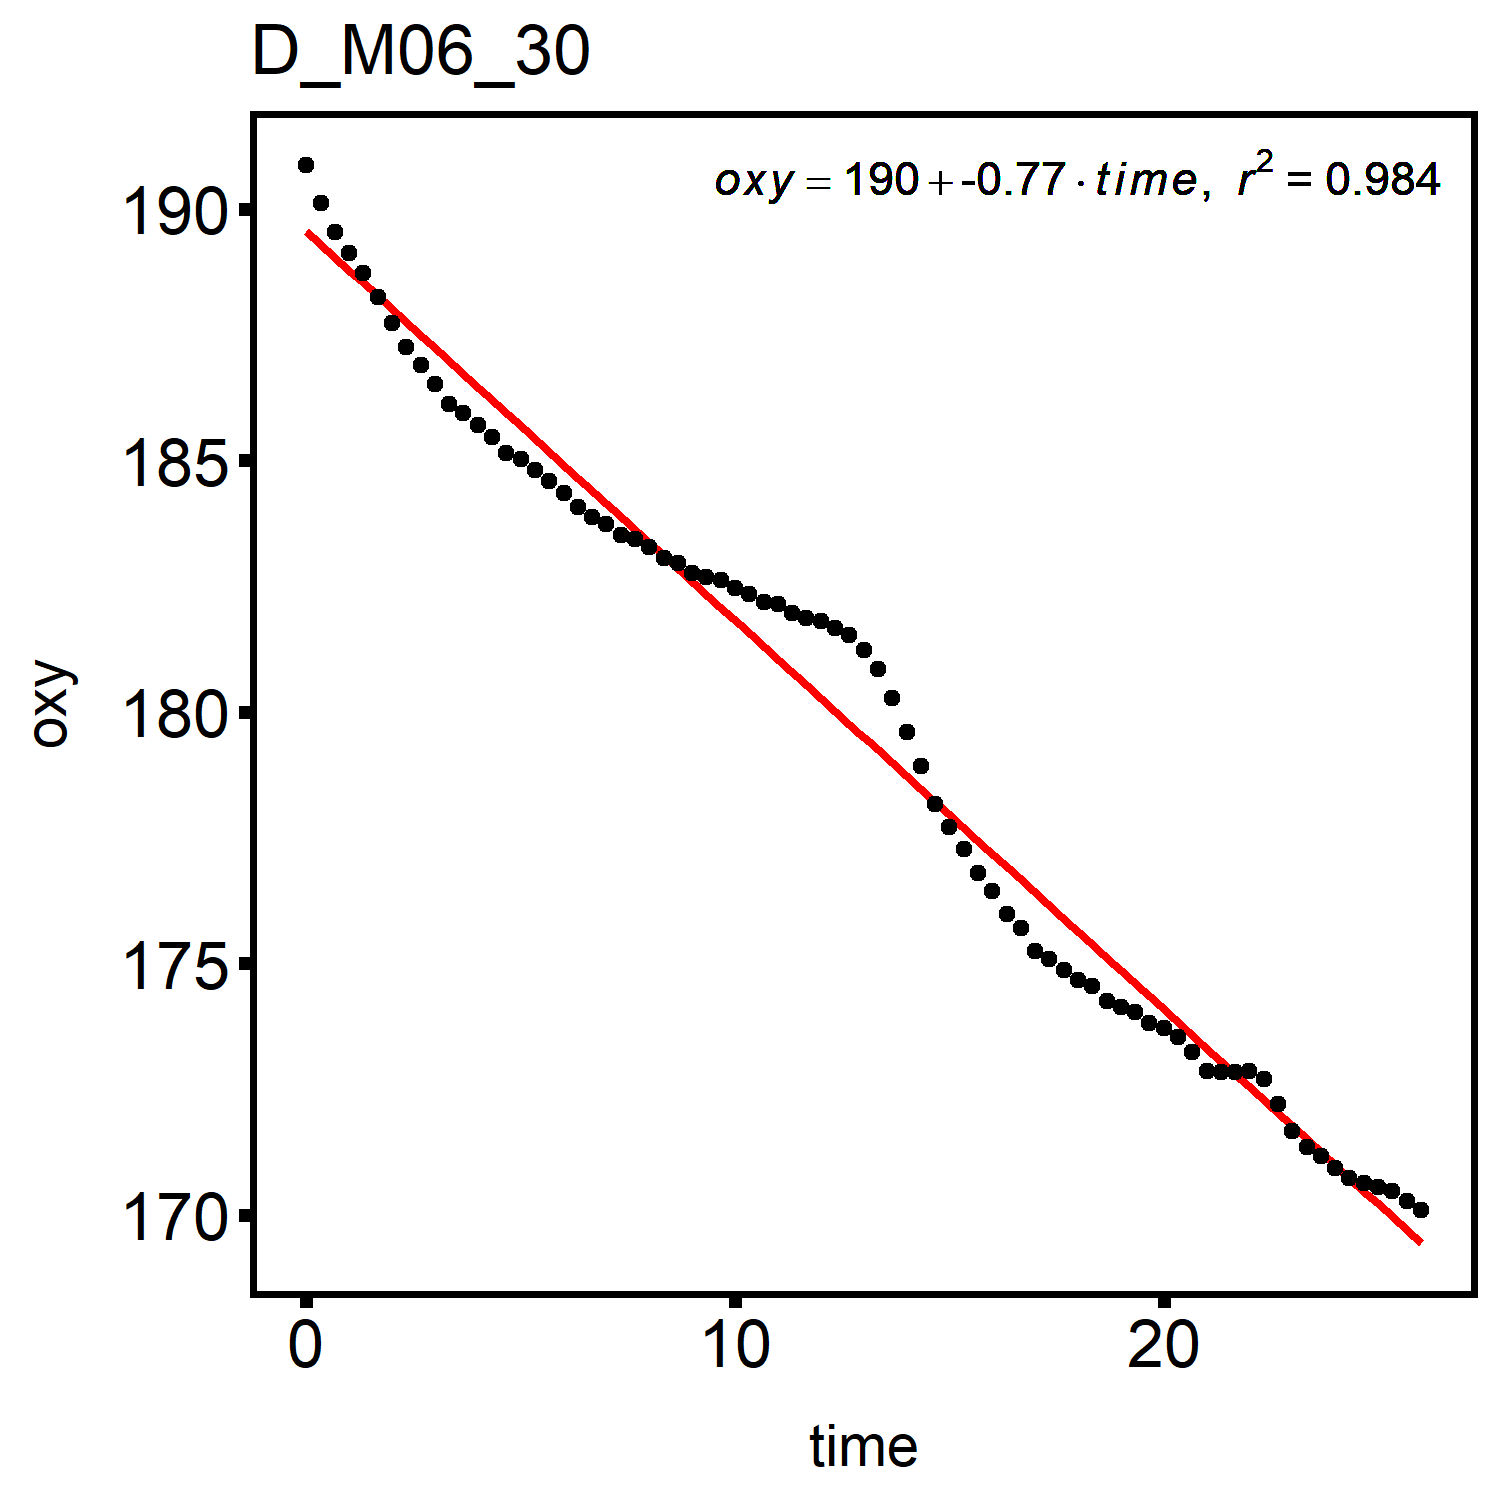 D_M06_30
oxy = 190 + -0.77 · time, r² = 0.984
190
185
180
175
170
oxy
0 10 20
time